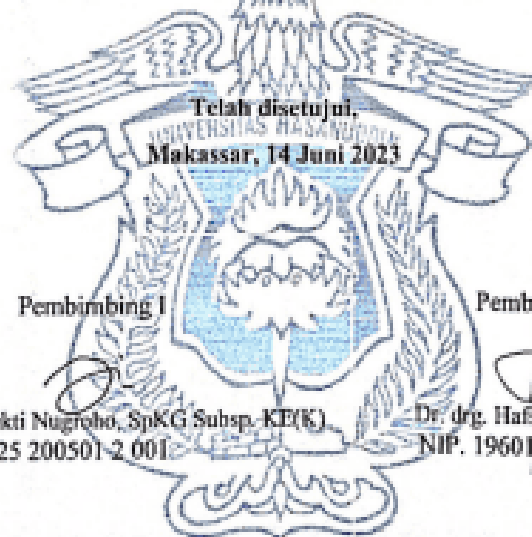 Telah disetujui,
UNIVERSITAS HASANUDDIN
Makassar, 14 Juni 2023
Pembimbing I
Pemb
kti Nugroho, SpKG Subsp. KE(K)
Dr. drg. Haf
25 200501 2 001
NIP. 19601